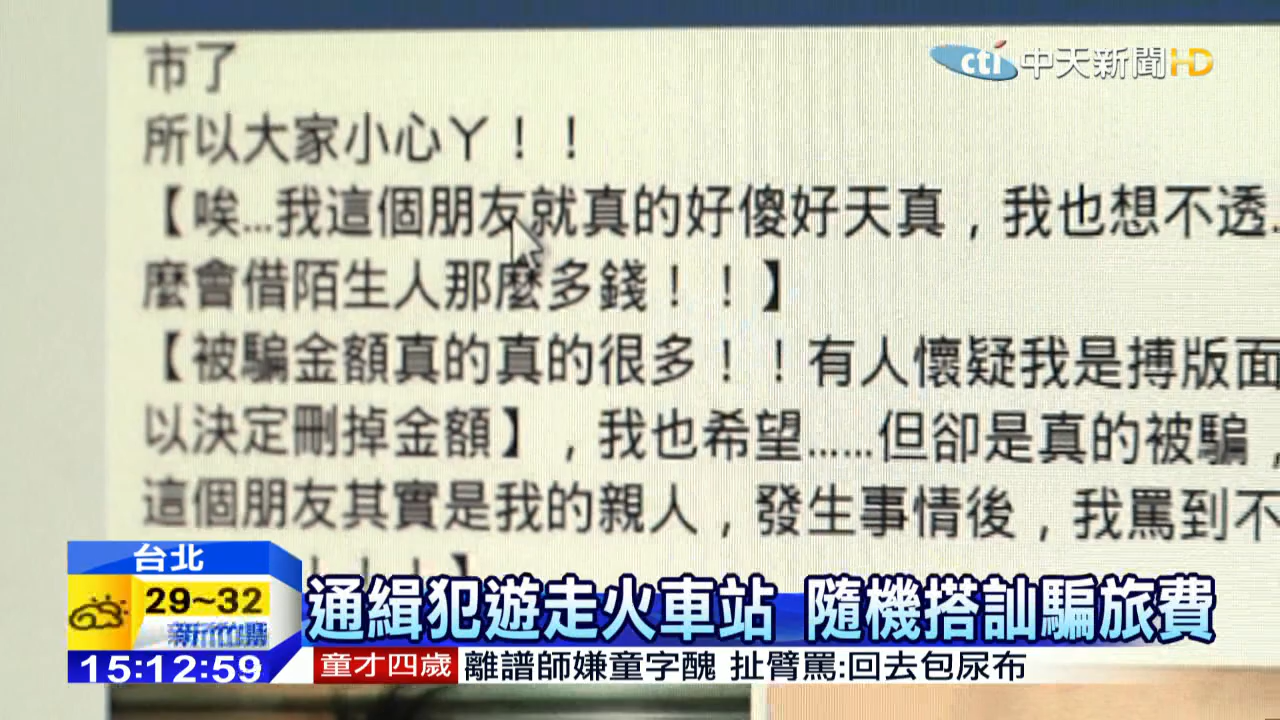 市了
cti 中天新聞HD
所以大家小心ㄚ！！
【唉...我這個朋友就真的好傻好天真，我也想不透..
麼會借陌生人那麼多錢！！】
【被騙金額真的真的很多！！有人懷疑我是搏版面
以決定刪掉金額】，我也希望......但卻是真的被騙，
這個朋友其實是我的親人，發生事情後，我罵到不
台北
29~32
15:12:59
通緝犯遊走火車站 隨機搭訕騙旅費
童才四歲 離譜師嫌童字醜 扯臂罵:回去包尿布